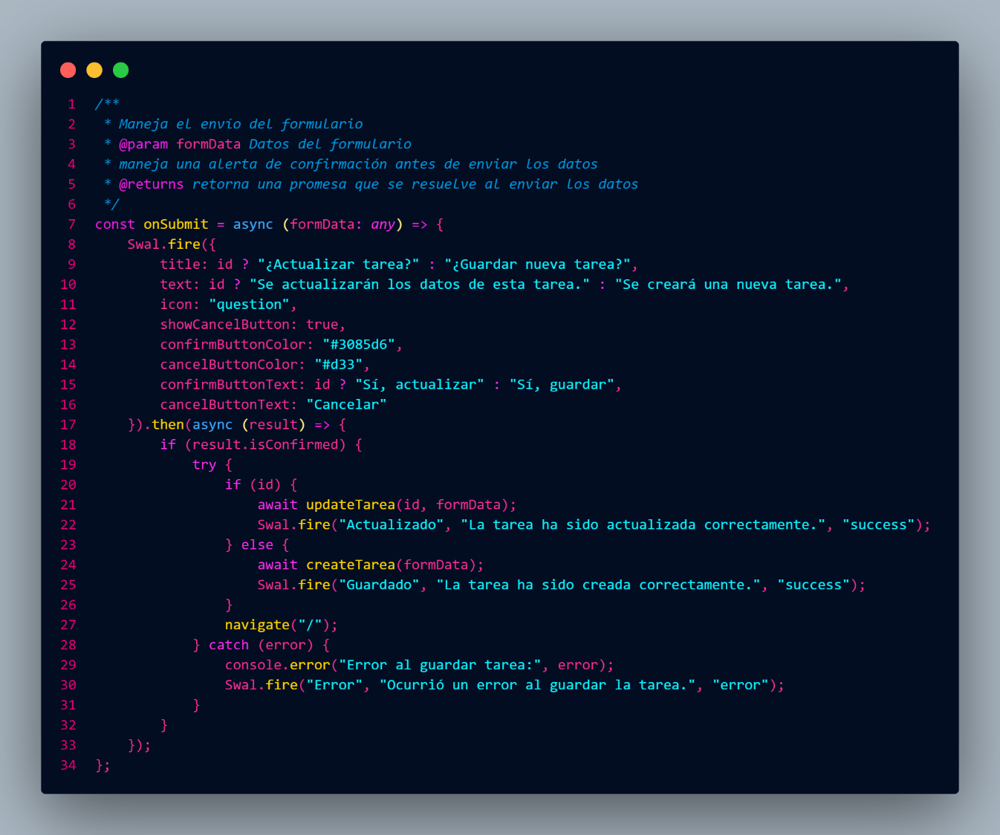 1 /**
2  * Maneja el envío del formulario
3  * @param formData Datos del formulario
4  * maneja una alerta de confirmación antes de enviar los datos
5  * @returns retorna una promesa que se resuelve al enviar los datos
6  */
7 const onSubmit = async (formData: any) => {
8     Swal.fire({
9         title: id ? "¿Actualizar tarea?" : "¿Guardar nueva tarea?",
10         text: id ? "Se actualizarán los datos de esta tarea." : "Se creará una nueva tarea.",
11         icon: "question",
12         showCancelButton: true,
13         confirmButtonColor: "#3085d6",
14         cancelButtonColor: "#d33",
15         confirmButtonText: id ? "Sí, actualizar" : "Sí, guardar",
16         cancelButtonText: "Cancelar"
17     }).then(async (result) => {
18         if (result.isConfirmed) {
19             try {
20                 if (id) {
21                     await updateTarea(id, formData);
22                     Swal.fire("Actualizado", "La tarea ha sido actualizada correctamente.", "success");
23                 } else {
24                     await createTarea(formData);
25                     Swal.fire("Guardado", "La tarea ha sido creada correctamente.", "success");
26                 }
27                 navigate("/");
28             } catch (error) {
29                 console.error("Error al guardar tarea:", error);
30                 Swal.fire("Error", "Ocurrió un error al guardar la tarea.", "error");
31             }
32         }
33     });
34 };